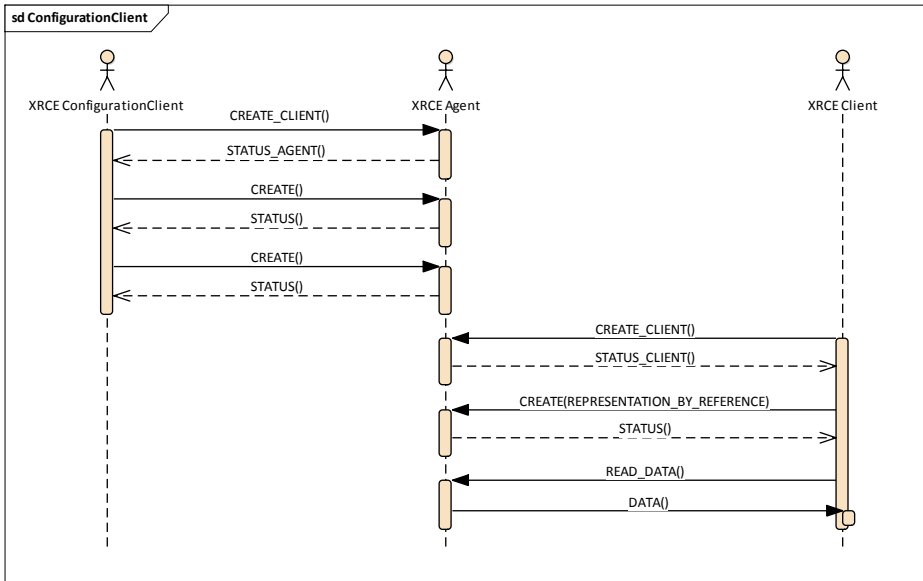 sd ConfigurationClient
XRCE ConfigurationClient
XRCE Agent
XRCE Client
CREATE_CLIENT()
STATUS_AGENT()
CREATE()
STATUS()
CREATE()
STATUS()
CREATE_CLIENT()
STATUS_CLIENT()
CREATE(REPRESENTATION_BY_REFERENCE)
STATUS()
READ_DATA()
DATA()